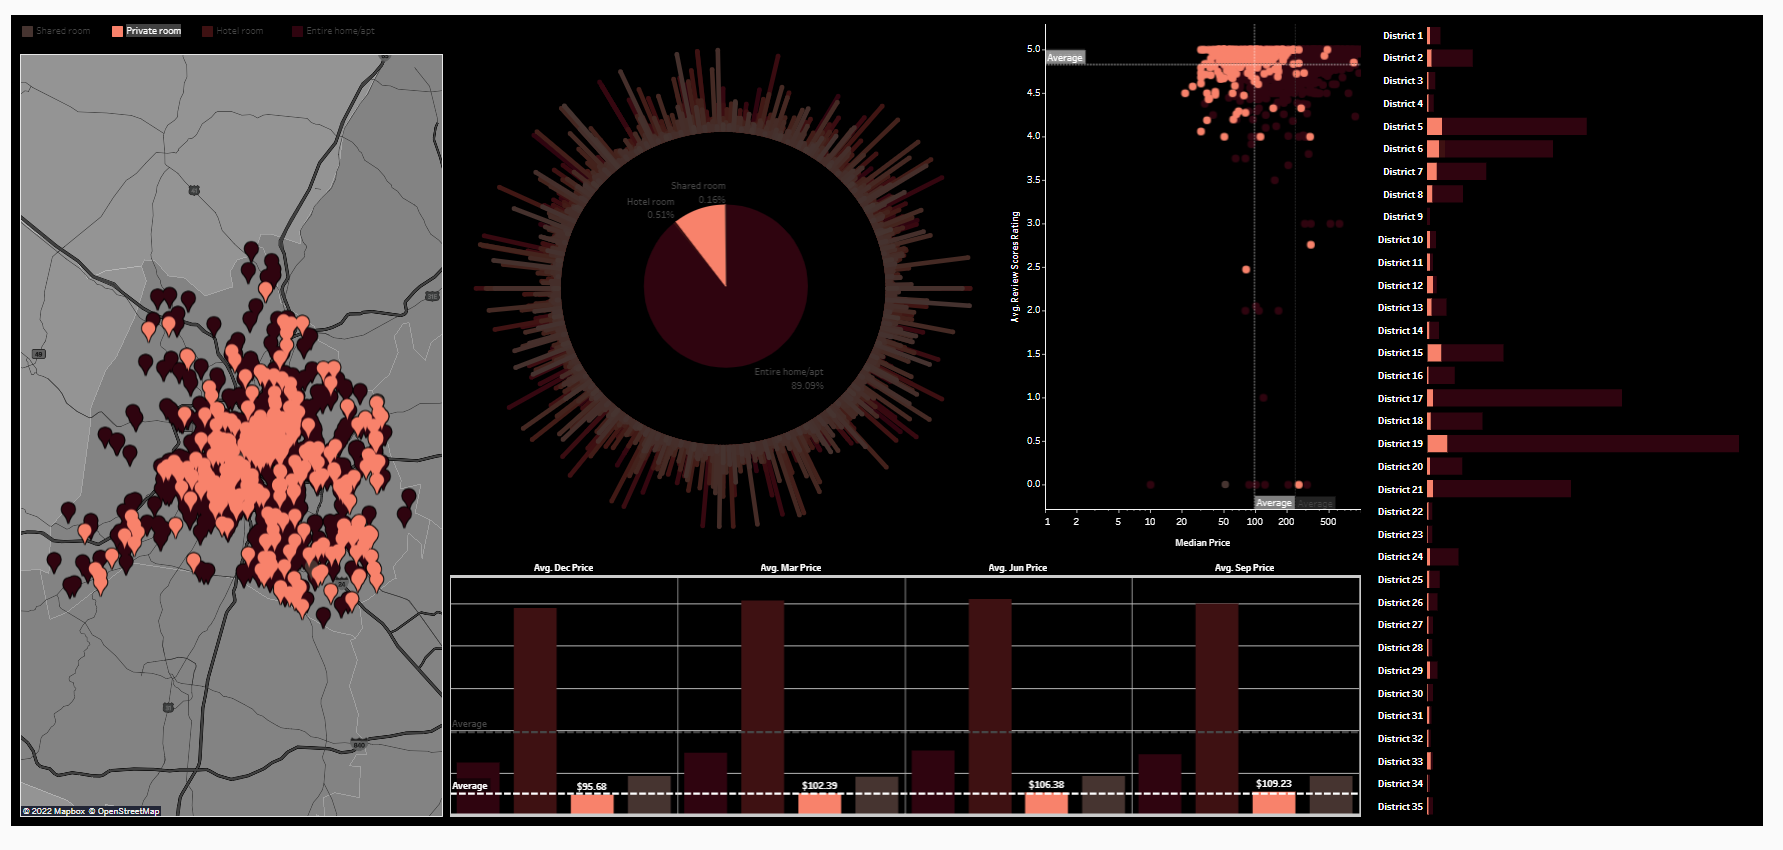 Shared room
Private room
Hotel room
Entire home/apt
49
840
© 2022 Mapbox © OpenStreetMap
Shared room
0.16%
Hotel room
0.51%
Entire home/apt
89.09%
Avg. Review Scores Rating
5.0
4.5
4.0
3.5
3.0
2.5
2.0
1.5
1.0
0.5
0.0
Average
Average
Average
1
2
5
10
20
50
100
200
500
Median Price
Avg. Dec Price
Avg. Mar Price
Avg. Jun Price
Avg. Sep Price
Average
Average
$95.68
$102.39
$106.38
$109.23
District 1
District 2
District 3
District 4
District 5
District 6
District 7
District 8
District 9
District 10
District 11
District 12
District 13
District 14
District 15
District 16
District 17
District 18
District 19
District 20
District 21
District 22
District 23
District 24
District 25
District 26
District 27
District 28
District 29
District 30
District 31
District 32
District 33
District 34
District 35